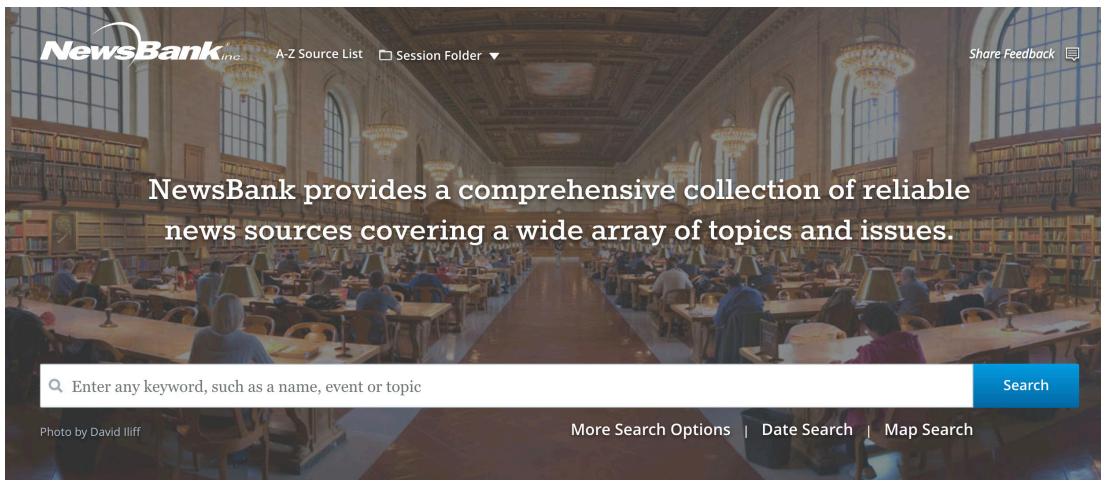 NewsBank inc.
A-Z Source List
Session Folder
Share Feedback
NewsBank provides a comprehensive collection of reliable
news sources covering a wide array of topics and issues.
Enter any keyword, such as a name, event or topic
Search
Photo by David Iliff
More Search Options | Date Search | Map Search